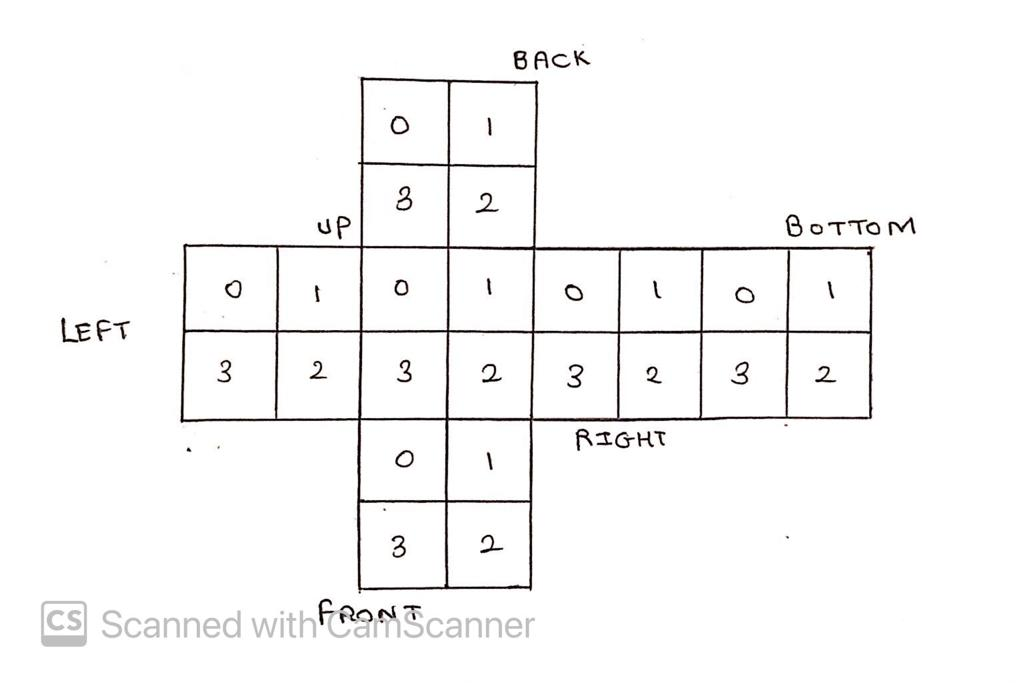 BACK
0 1
3 2
UP
BOTTOM
0 1 0 1 0 1 0 1
LEFT
3 2 3 2 3 2 3 2
RIGHT
0 1
3 2
FRONT
CS Scanned with CamScanner